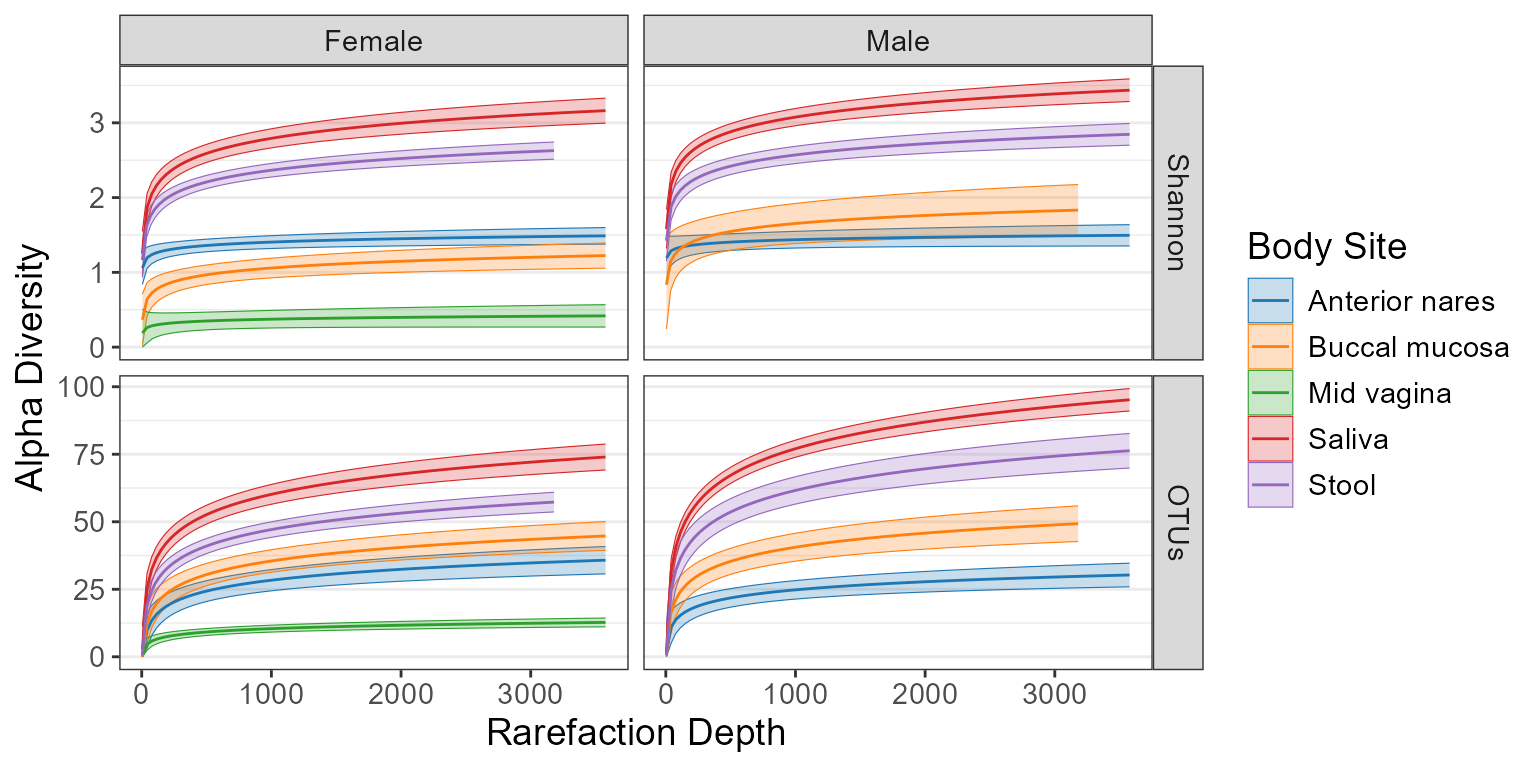 Female
Male
Alpha Diversity
3
2
1
0
Shannon
100
75
50
25
0
OTUs
0
1000
2000
3000
0
1000
2000
3000
Rarefaction Depth
Body Site
Anterior nares
Buccal mucosa
Mid vagina
Saliva
Stool